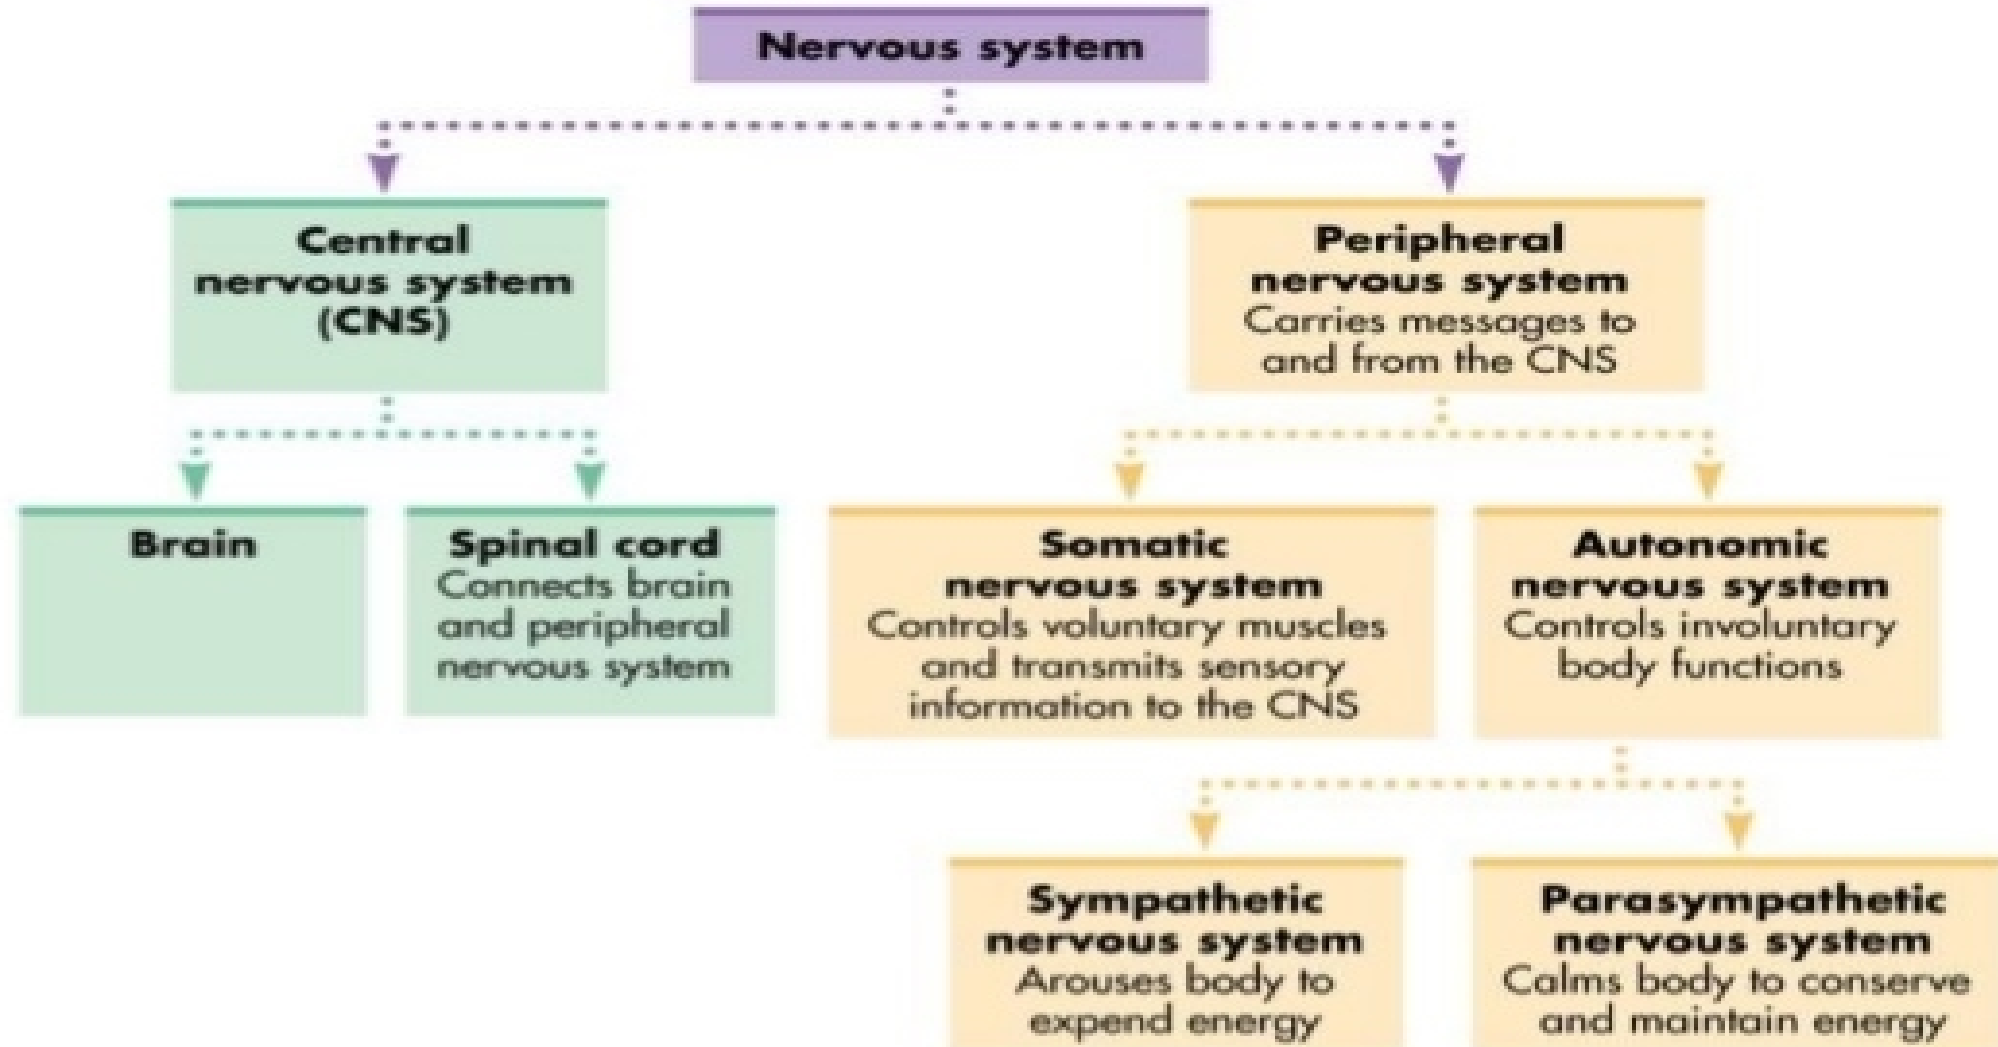 Nervous system
Central
nervous system
(CNS)
Peripheral
nervous system
Carries messages to
and from the CNS
Brain
Spinal cord
Connects brain
and peripheral
nervous system
Somatic
nervous system
Controls voluntary muscles
and transmits sensory
information to the CNS
Autonomic
nervous system
Controls involuntary
body functions
Sympathetic
nervous system
Arouses body to
expend energy
Parasympathetic
nervous system
Calms body to conserve
and maintain energy